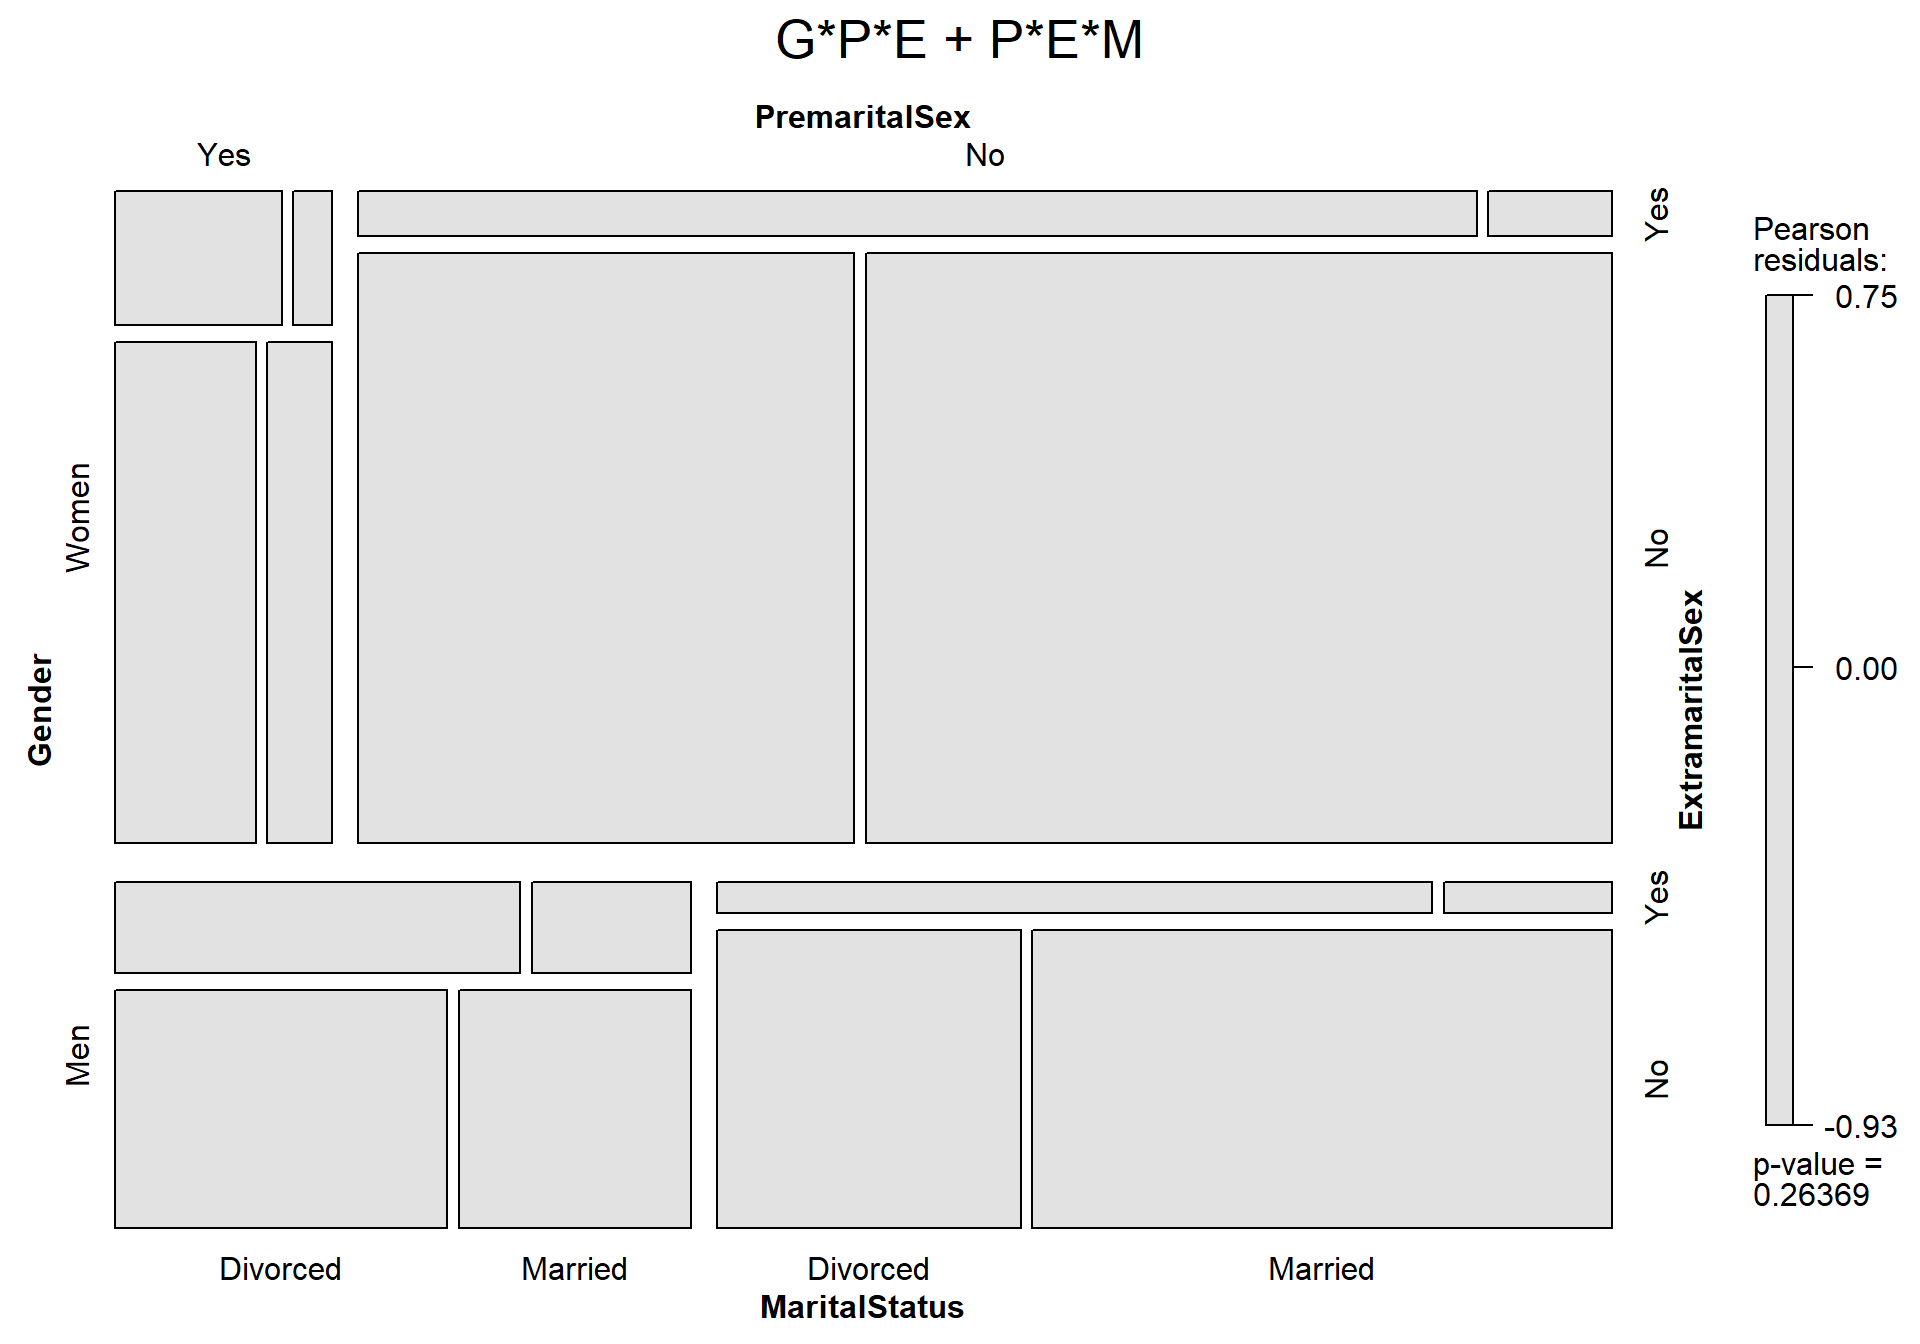 G*P*E + P*E*M
PremaritalSex
Yes
No
Gender
Women
Men
Yes
No
Yes
No
ExtramaritalSex
Pearson
residuals:
0.75
0.00
-0.93
p-value =
0.26369
Divorced
Married
Divorced
Married
MaritalStatus